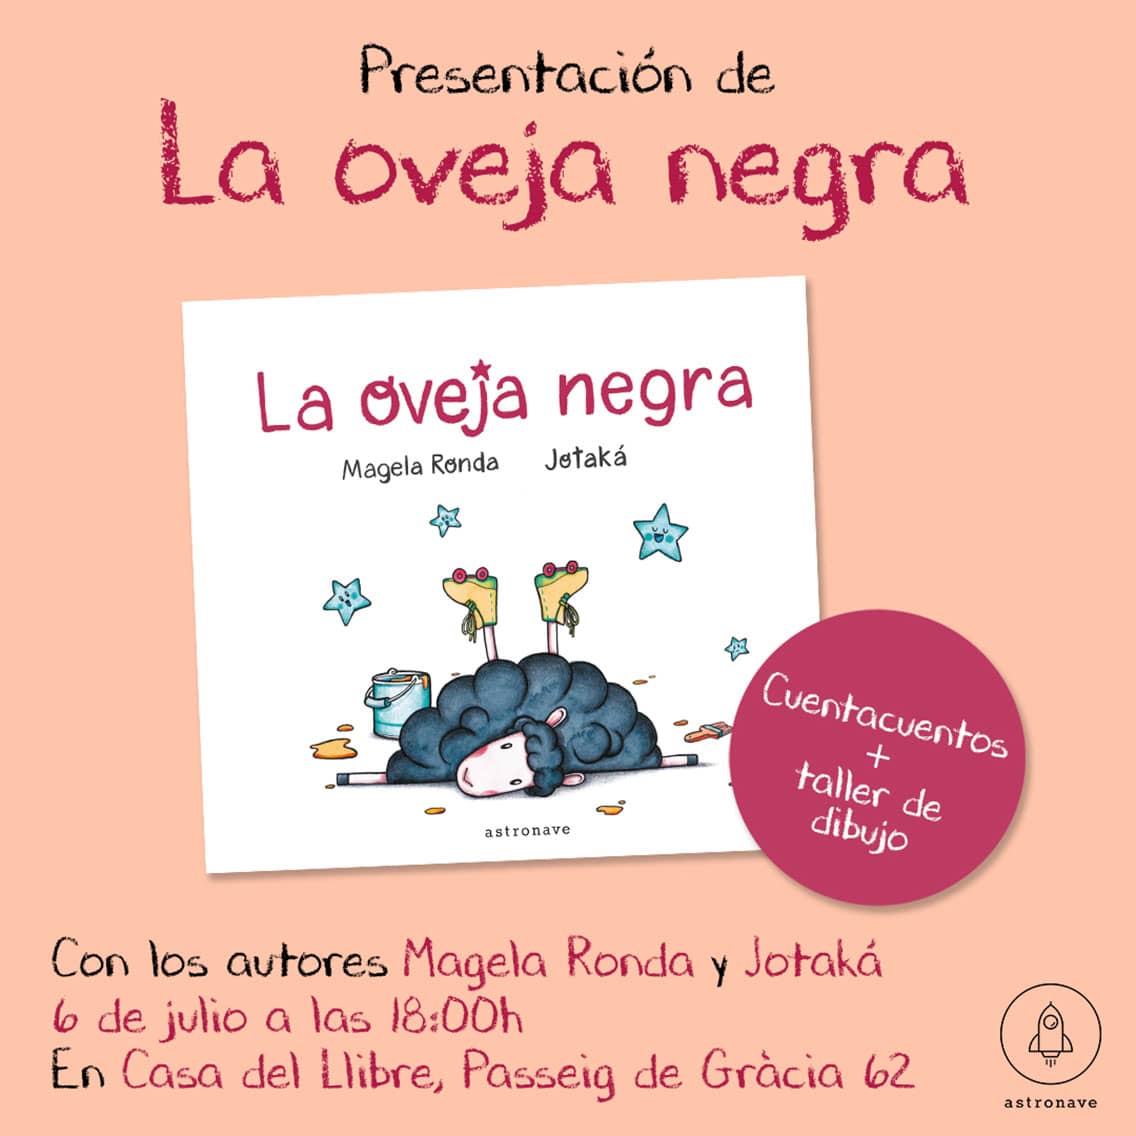 Presentación de
La oveja negra
La oveja negra
Magela Ronda Jotaká
astronave
Cuentacuentos
+
taller de
dibujo
Con los autores Magela Ronda y Jotaká
6 de julio a las 18:00h
En Casa del Llibre, Passeig de Gràcia 62
astronave